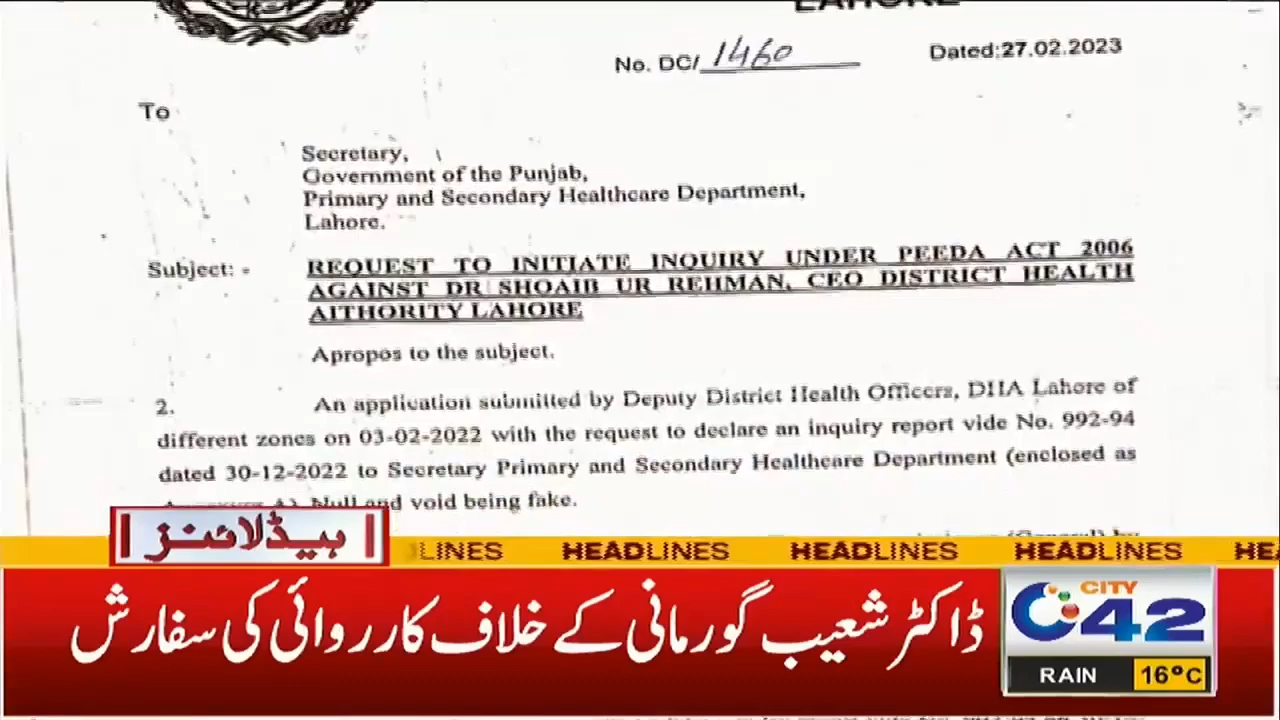 LAHORE
No. DC/ 1460
Dated:27.02.2023
To
Secretary,
Government of the Punjab,
Primary and Secondary Healthcare Department,
Lahore.
Subject: - REQUEST TO INITIATE INQUIRY UNDER PEEDA ACT 2006
AGAINST DR SHOAIB UR REHMAN, CEO DISTRICT HEALTH
AITHORITY LAHORE
Apropos to the subject.
2. An application submitted by Deputy District Health Officers, DHA Lahore of
different zones on 03-02-2022 with the request to declare an inquiry report vide No. 992-94
dated 30-12-2022 to Secretary Primary and Secondary Healthcare Department (enclosed as
Null and void being fake.
ہیڈلائنز
LINES HEADLINES HEADLINES HEADLINES HE
ڈاکٹر شعیب گورمانی کے خلاف کارروائی کی سفارش
CITY
42
RAIN 16°C